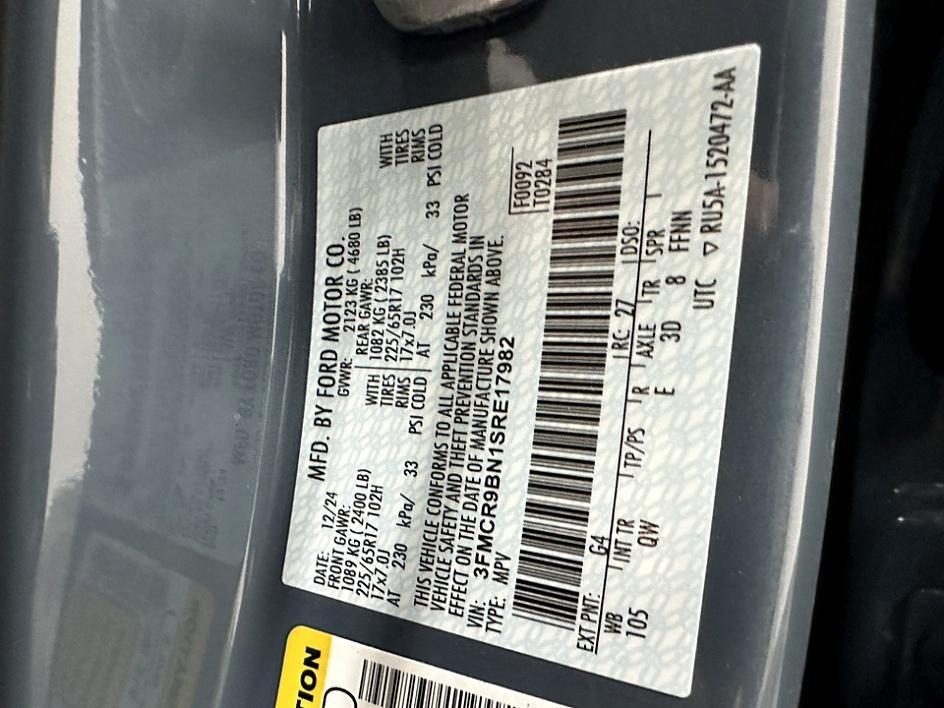 MFD. BY FORD MOTOR CO.
DATE: 12/24 GVWR: 2123 KG ( 4680 LB)
FRONT GAWR: REAR GAWR:
1089 KG ( 2400 LB) WITH 1082 KG ( 2385 LB) WITH
225/65R17 102H TIRES 225/65R17 102H TIRES
17x7.0J RIMS 17x7.0J RIMS
AT 230 kPa/ 33 PSI COLD AT 230 kPa/ 33 PSI COLD
THIS VEHICLE CONFORMS TO ALL APPLICABLE FEDERAL MOTOR
VEHICLE SAFETY AND THEFT PREVENTION STANDARDS IN
EFFECT ON THE DATE OF MANUFACTURE SHOWN ABOVE.
VIN: 3FMCR9BN1SRE17982
TYPE: MPV
F0092
T0284
EXT PNT: G4 RC: 27 DSO:
WB INT TR TP/PS R AXLE TR SPR
105 QW E 3D 8 FFNN
UTC ▽ RU5A-1520472-AA
TION